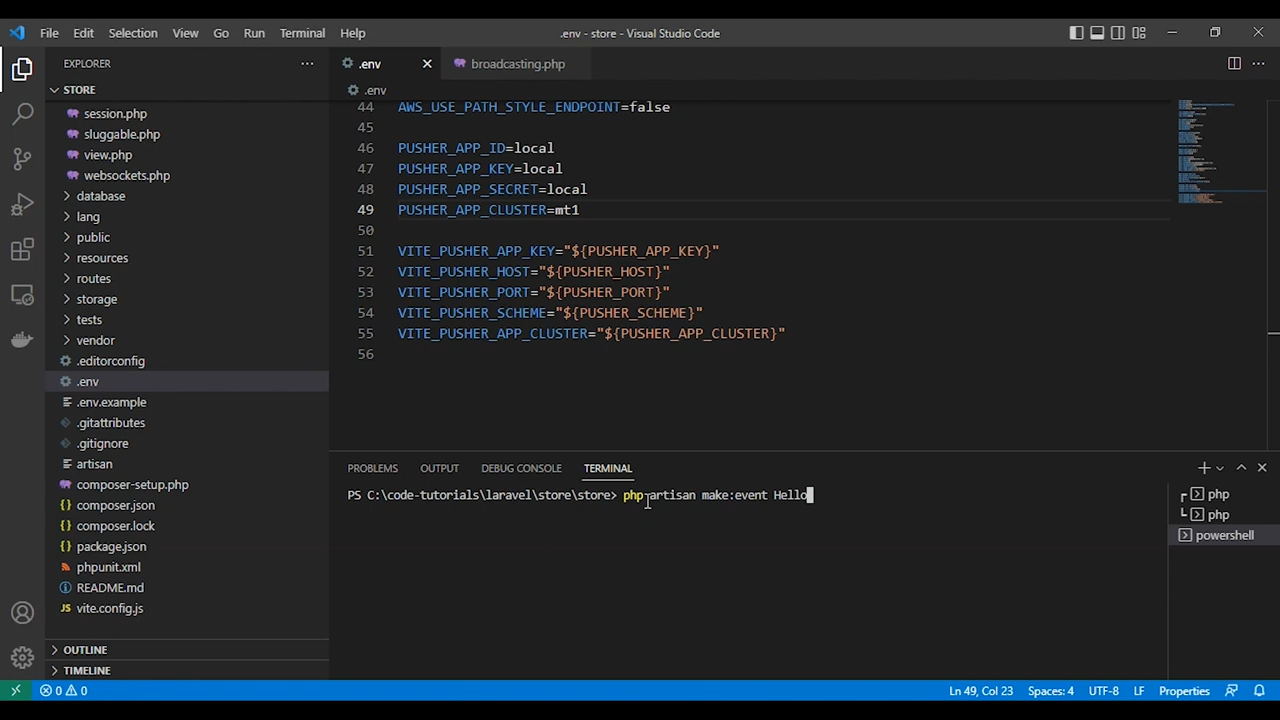 File Edit Selection View Go Run Terminal Help
.env - store - Visual Studio Code
EXPLORER
STORE
session.php
sluggable.php
view.php
websockets.php
database
lang
public
resources
routes
storage
tests
vendor
.editorconfig
.env
.env.example
.gitattributes
.gitignore
artisan
composer-setup.php
composer.json
composer.lock
package.json
phpunit.xml
README.md
vite.config.js
OUTLINE
TIMELINE
.env
broadcasting.php
.env
44 AWS_USE_PATH_STYLE_ENDPOINT=false
45
46 PUSHER_APP_ID=local
47 PUSHER_APP_KEY=local
48 PUSHER_APP_SECRET=local
49 PUSHER_APP_CLUSTER=mt1
50
51 VITE_PUSHER_APP_KEY="${PUSHER_APP_KEY}"
52 VITE_PUSHER_HOST="${PUSHER_HOST}"
53 VITE_PUSHER_PORT="${PUSHER_PORT}"
54 VITE_PUSHER_SCHEME="${PUSHER_SCHEME}"
55 VITE_PUSHER_APP_CLUSTER="${PUSHER_APP_CLUSTER}"
56
PROBLEMS OUTPUT DEBUG CONSOLE TERMINAL
PS C:\code-tutorials\laravel\store\store> php artisan make:event Hello
php
php
powershell
0 0
Ln 49, Col 23 Spaces: 4 UTF-8 LF Properties